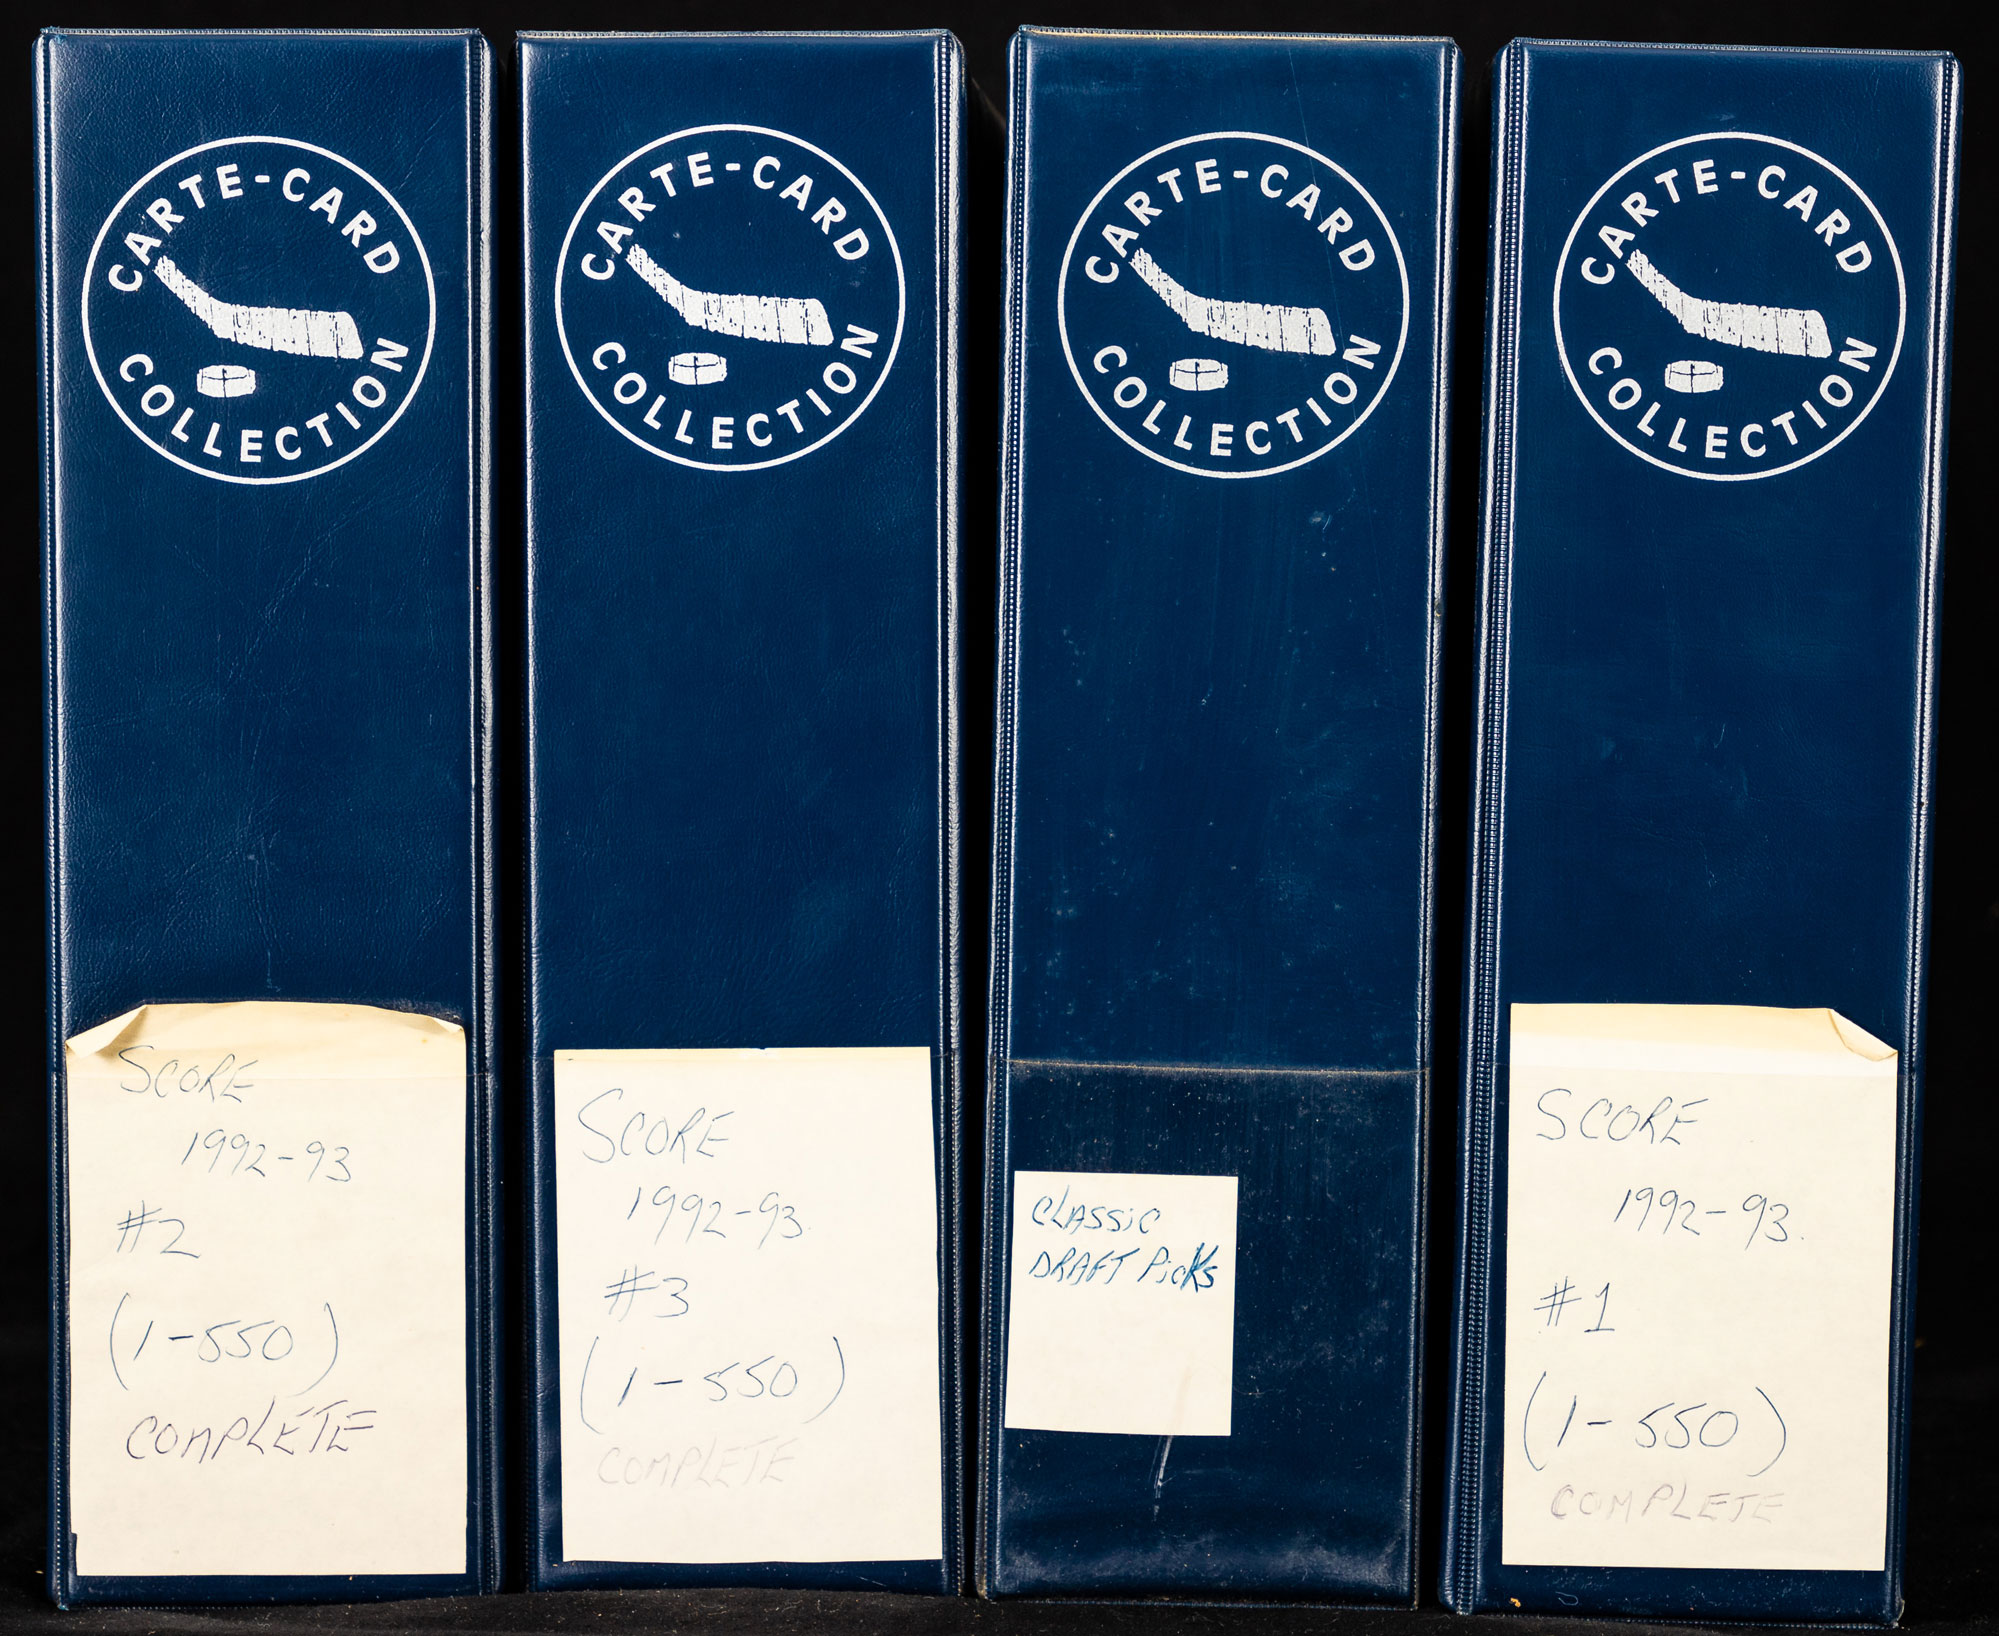 CARTE-CARD
COLLECTION
SCORE
1992-93
#2
(1-550)
COMPLETE
CARTE-CARD
COLLECTION
SCORE
1992-93
#3
(1-550)
COMPLETE
CARTE-CARD
COLLECTION
CLASSiC
DRAFT PicKs
CARTE-CARD
COLLECTION
SCORE
1992-93.
#1
(1-550)
COMPLETE